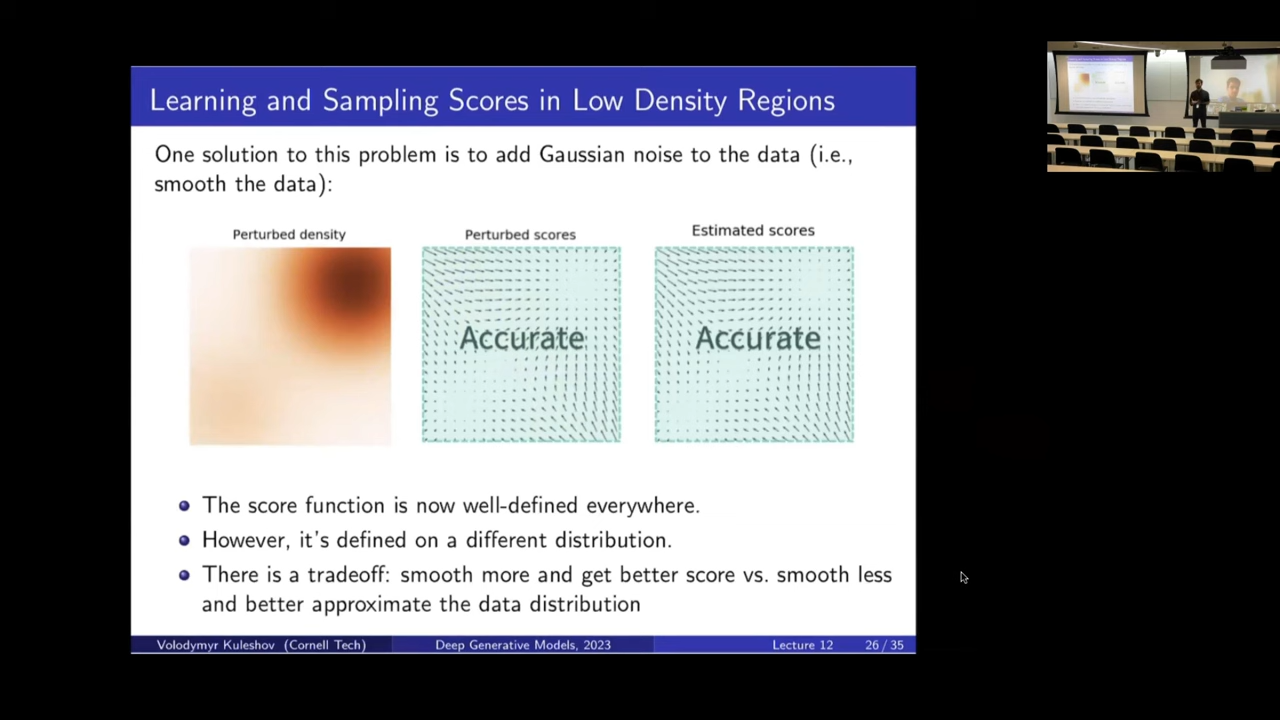 Learning and Sampling Scores in Low Density Regions
One solution to this problem is to add Gaussian noise to the data (i.e.,
smooth the data):
Perturbed density
Perturbed scores
Estimated scores
Accurate
Accurate
The score function is now well-defined everywhere.
However, it's defined on a different distribution.
There is a tradeoff: smooth more and get better score vs. smooth less
and better approximate the data distribution
Volodymyr Kuleshov (Cornell Tech)
Deep Generative Models, 2023
Lecture 12
26 / 35